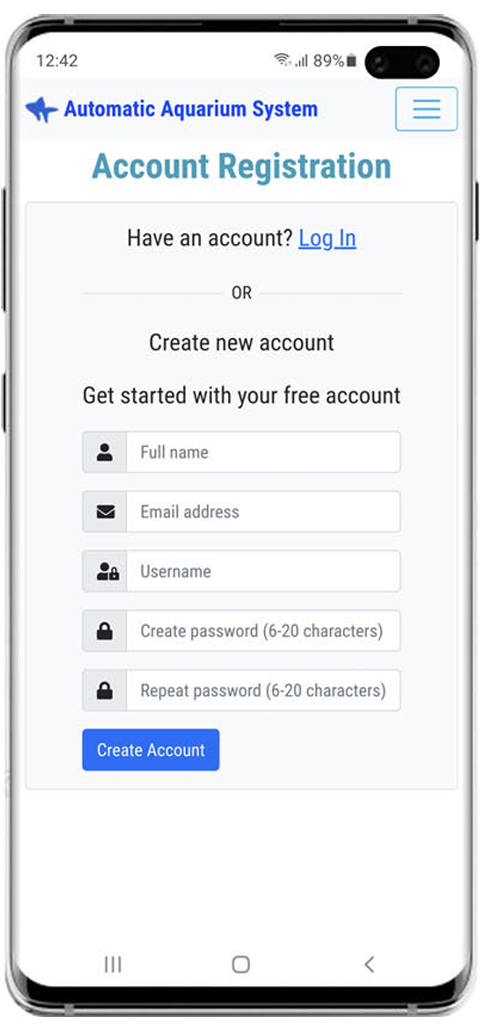 12:42 89%
Automatic Aquarium System
Account Registration
Have an account? Log In
OR
Create new account
Get started with your free account
Full name
Email address
Username
Create password (6-20 characters)
Repeat password (6-20 characters)
Create Account